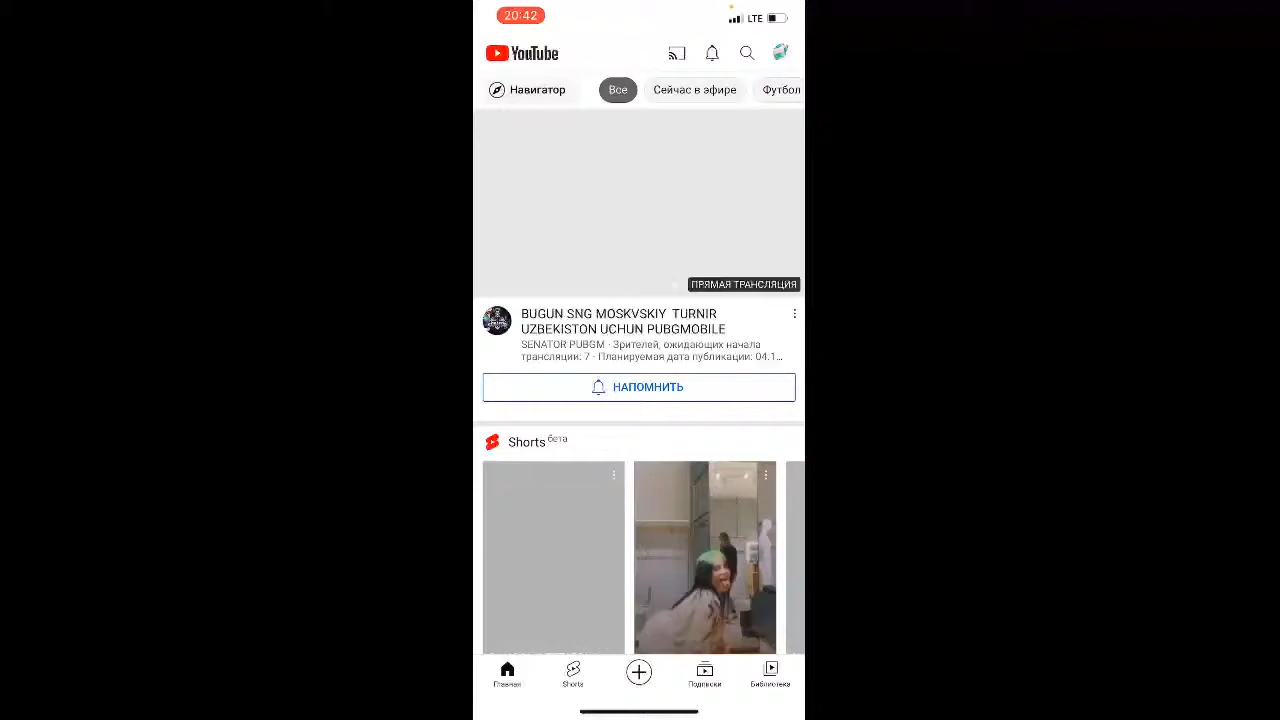 20:42
LTE
YouTube
Навигатор
Все
Сейчас в эфире
Футбол
ПРЯМАЯ ТРАНСЛЯЦИЯ
BUGUN SNG MOSKVSKIY TURNIR
UZBEKISTON UCHUN PUBGMOBILE
SENATOR PUBGM · Зрителей, ожидающих начала
трансляции: 7 · Планируемая дата публикации: 04.1...
НАПОМНИТЬ
Shorts бета
Главная
Shorts
Подписки
Библиотека